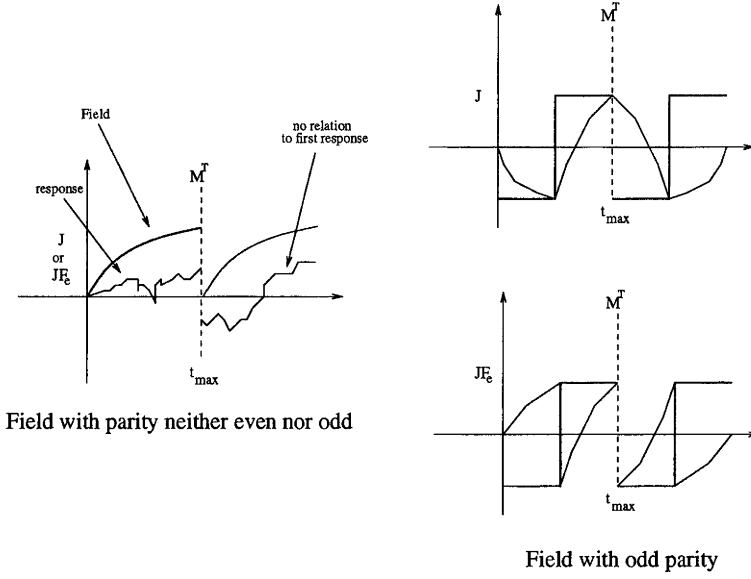 Field
no relation
to first response
M^T
response
J
or
JF_e
t_max
Field with parity neither even nor odd
M^T
J
t_max
M^T
JF_e
t_max
Field with odd parity